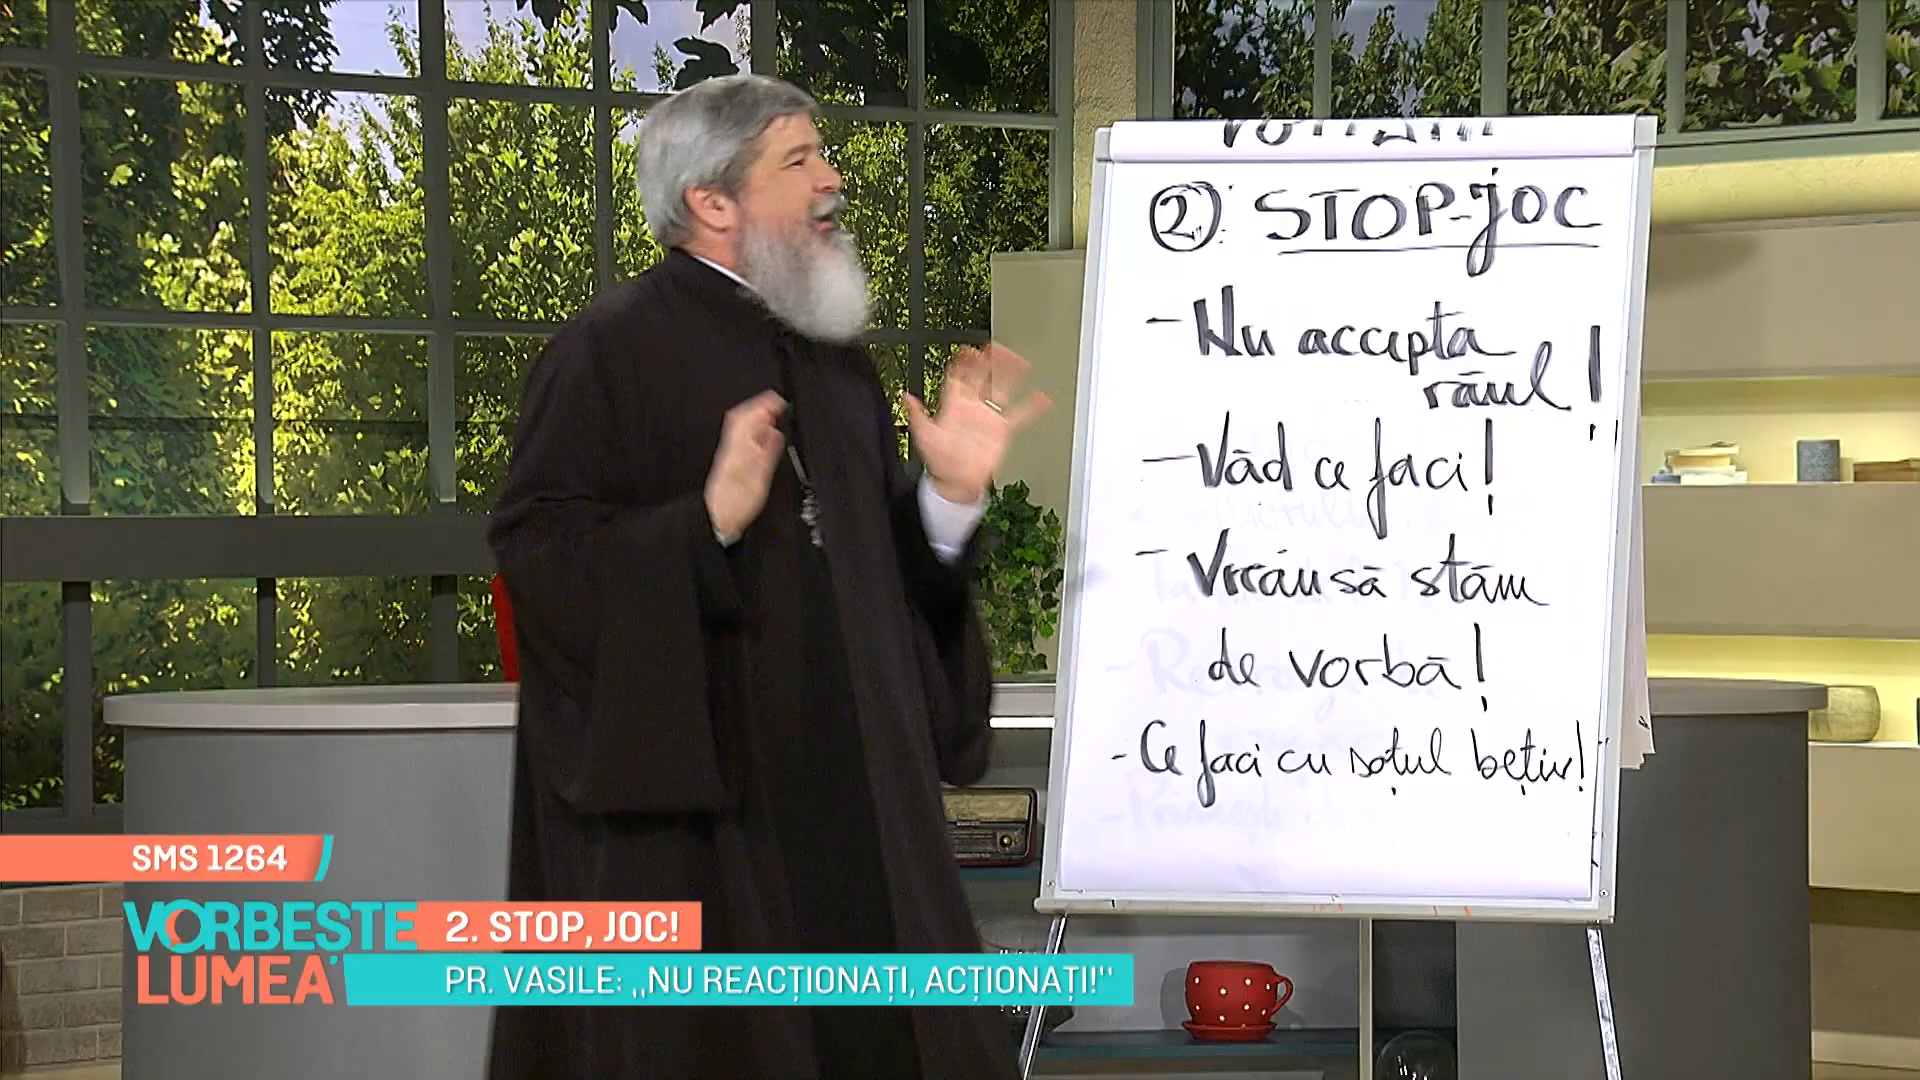 ② STOP-JOC
- Nu accepta
răul!
- Văd ce faci!
- Vreau să stăm
de vorbă!
- Ce faci cu soțul bețiv!
SMS 1264
VORBEȘTE
LUMEA
2. STOP, JOC!
PR. VASILE: „NU REACȚIONAȚI, ACȚIONAȚI!"